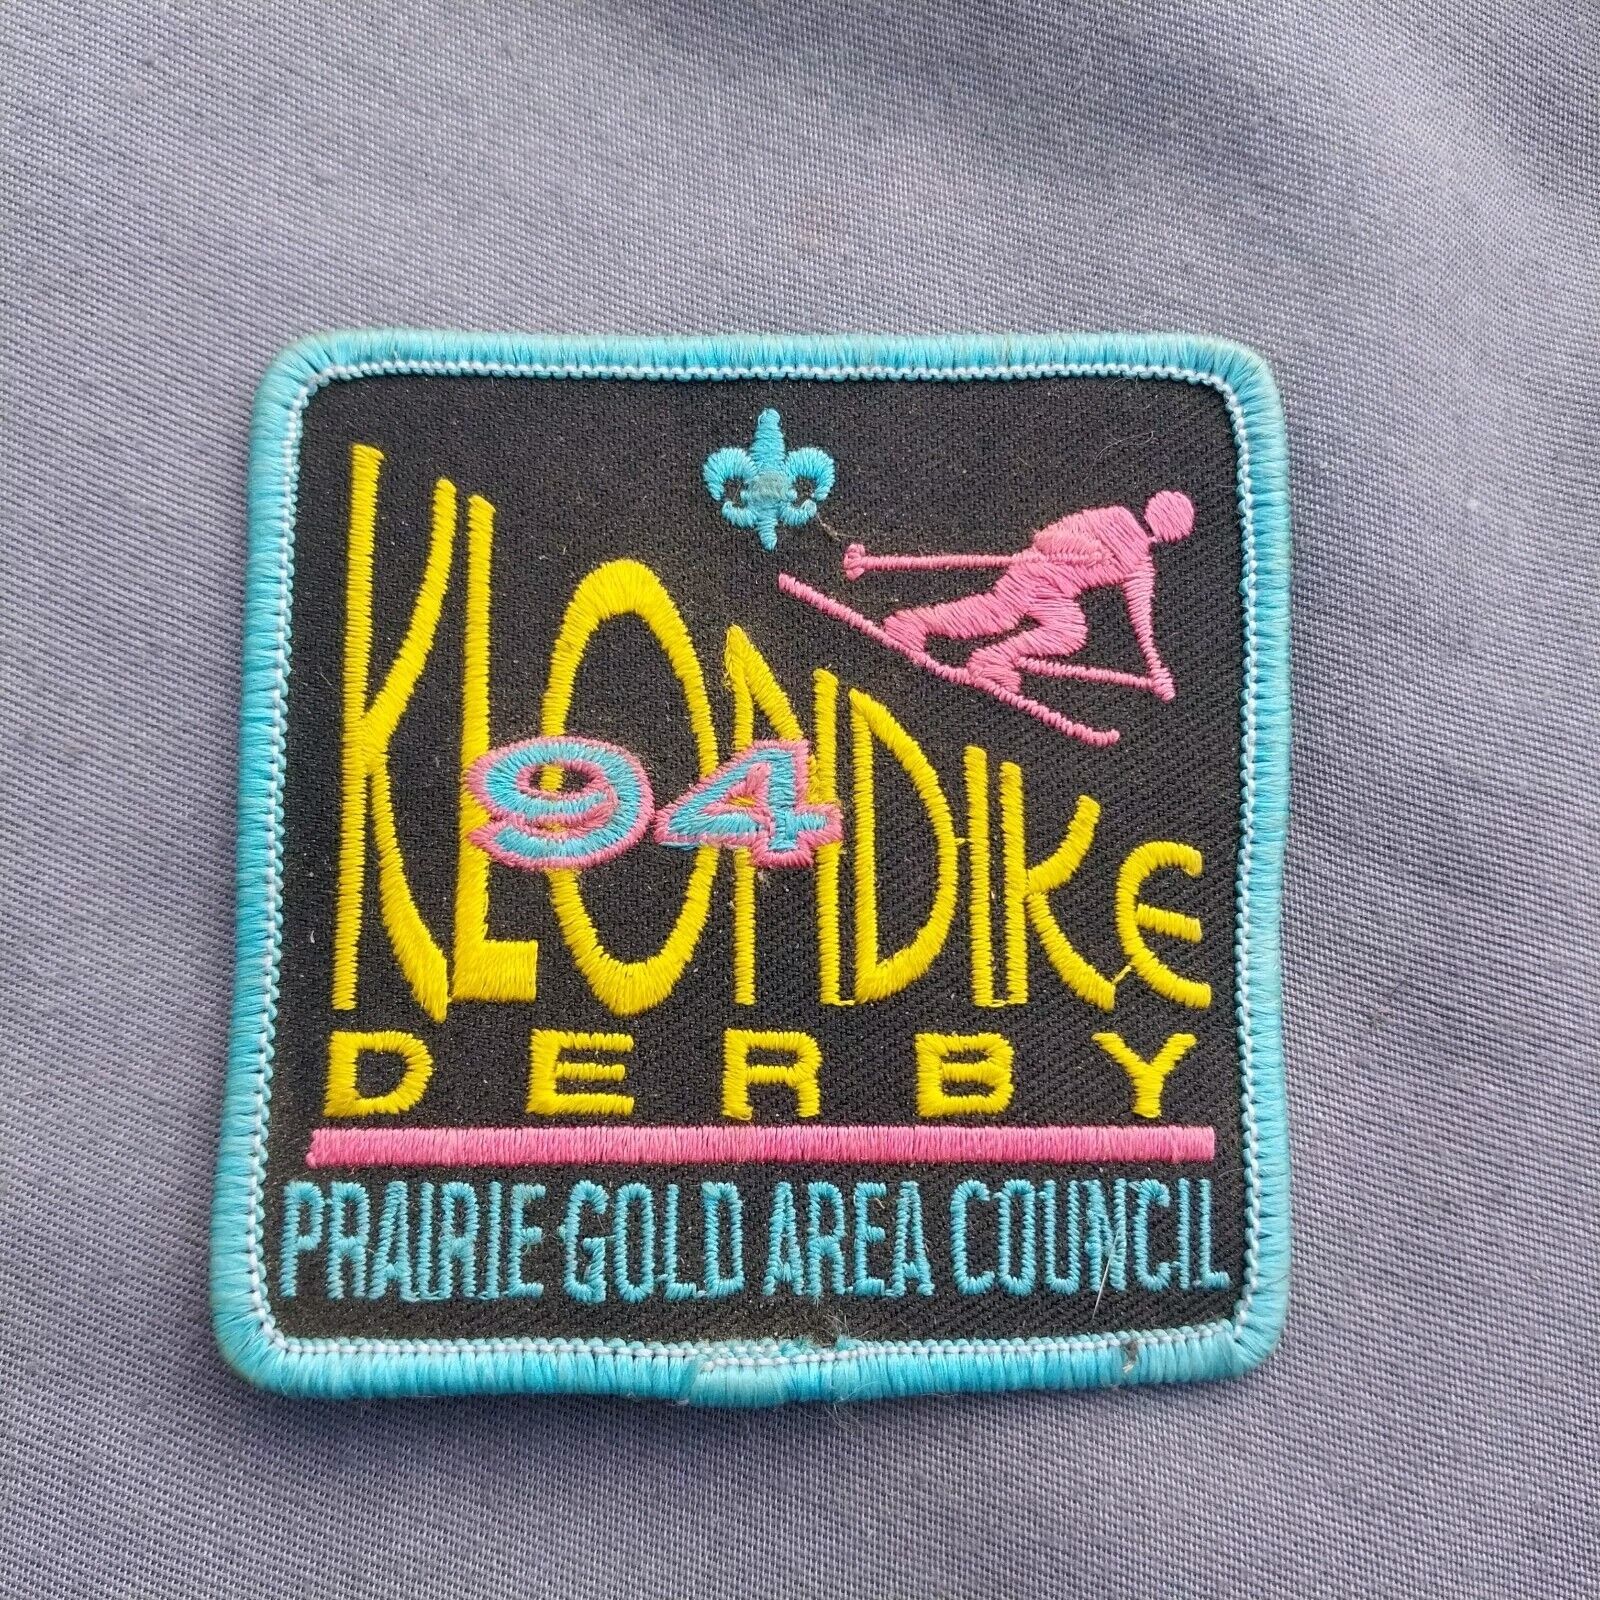 KLONDIKE
94
DERBY
PRAIRIE GOLD AREA COUNCIL